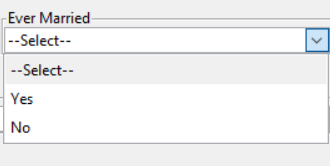 Ever Married
--Select--
--Select--
Yes
No